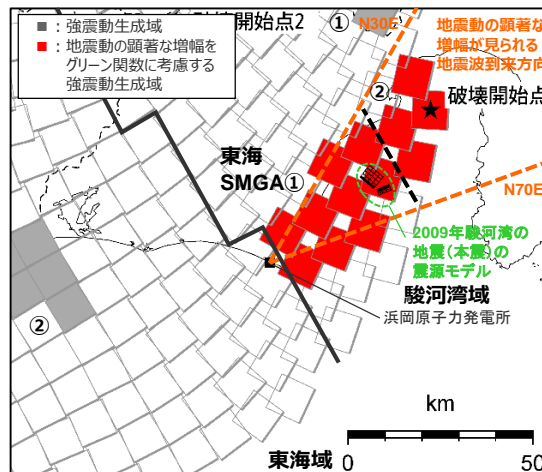 ■：強震動生成域
■：地震動の顕著な増幅を
グリーン関数に考慮する
強震動生成域
開始点2
①
N30E
地震動の顕著な
増幅が見られる
地震波到来方向
②
破壊開始点
東海
SMGA①
N70E
2009年駿河湾の
地震（本震）の
震源モデル
駿河湾域
浜岡原子力発電所
②
km
東海域
0
50